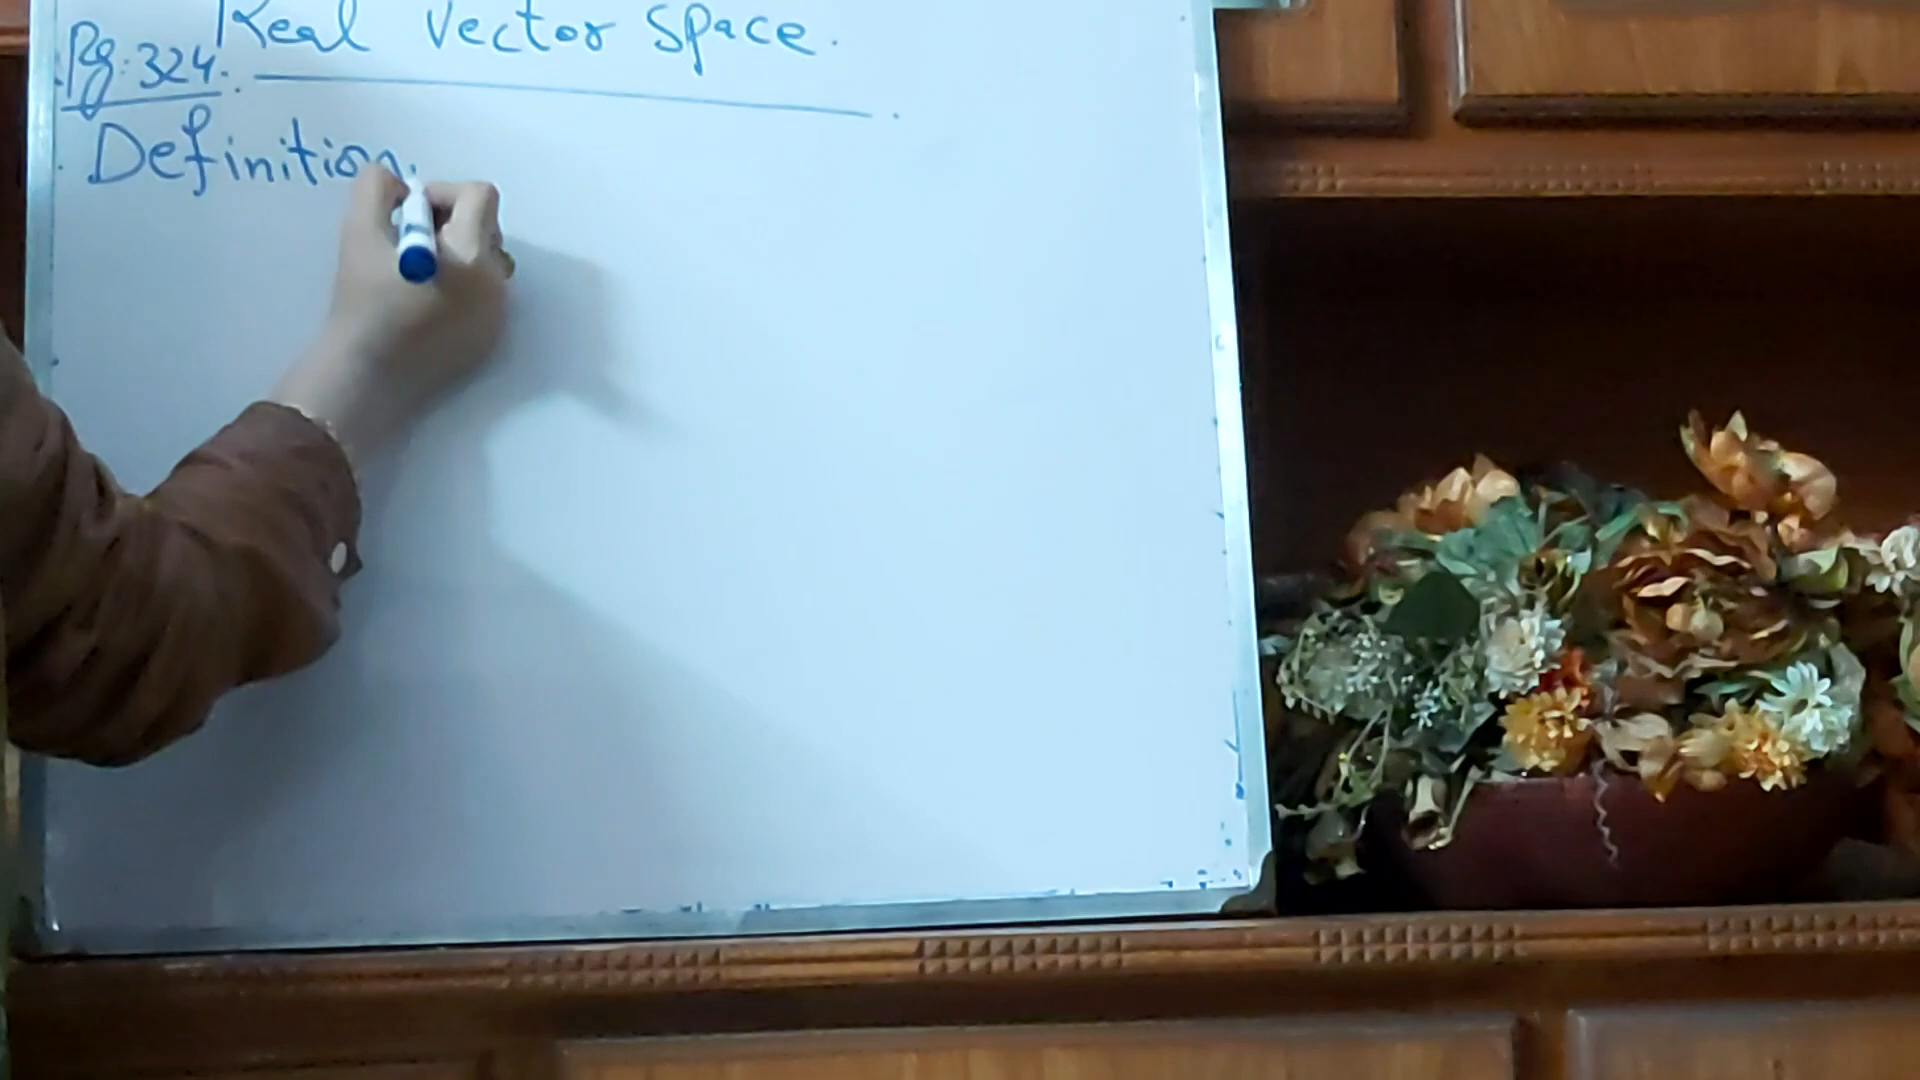 Real Vector Space.
Pg: 324:
Definition.